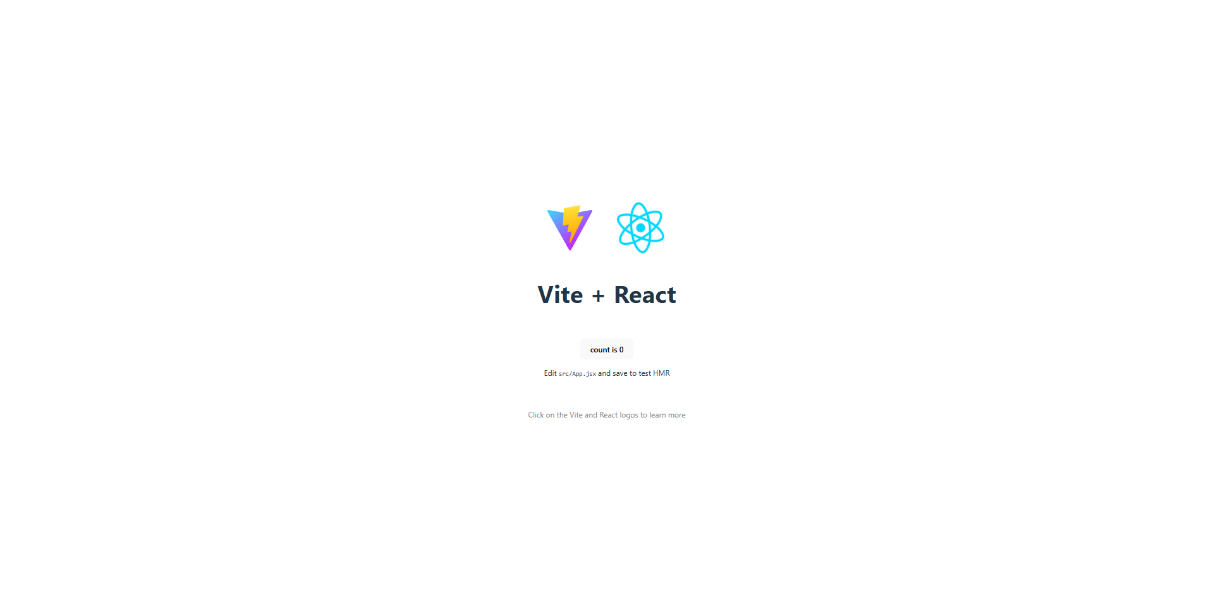 Vite + React
count is 0
Edit src/App.jsx and save to test HMR
Click on the Vite and React logos to learn more